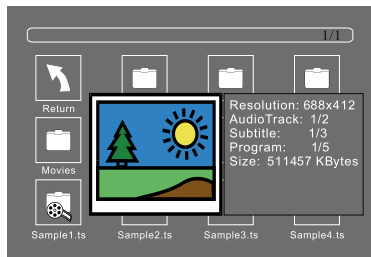 1/1
Return
Resolution: 688x412
AudioTrack: 1/2
Subtitle: 1/3
Program: 1/5
Size: 511457 KBytes
Movies
Sample1.ts Sample2.ts Sample3.ts Sample4.ts